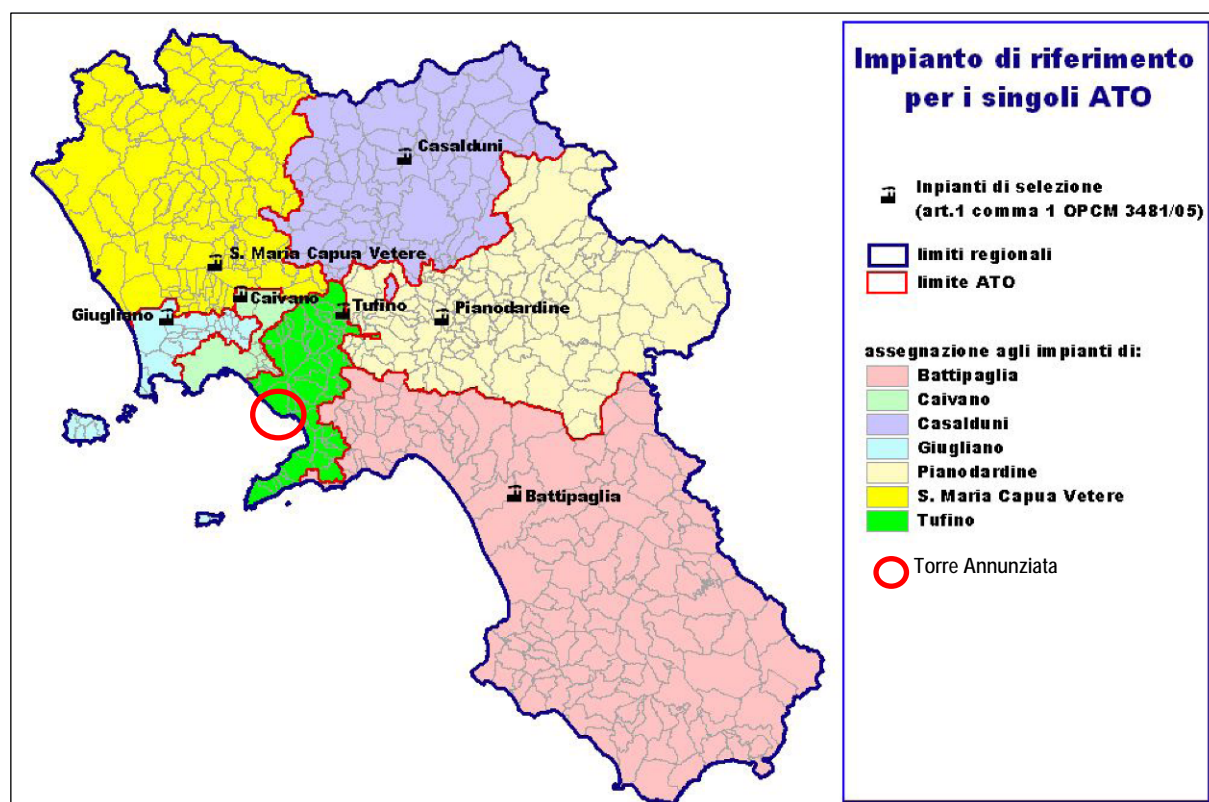 Impianto di riferimento
per i singoli ATO
Inpianti di selezione
(art.1 comma 1 OPCM 3481/05)
limiti regionali
limite ATO
assegnazione agli impianti di:
Battipaglia
Caivano
Casalduni
Giugliano
Pianodardine
S. Maria Capua Vetere
Tufino
Torre Annunziata
Casalduni
S. Maria Capua Vetere
Caivano
Giugliano
Tufino
Pianodardine
Battipaglia